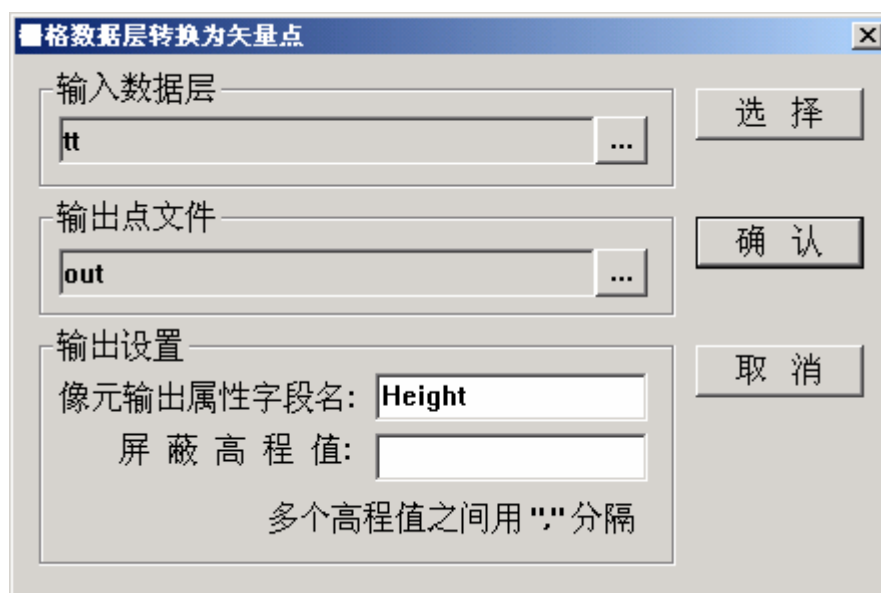 格数据层转换为矢量点
输入数据层
tt
...
选 择
输出点文件
out
...
确 认
输出设置
像元输出属性字段名: Height
屏 蔽 高 程 值:
多个高程值之间用 "," 分隔
取 消